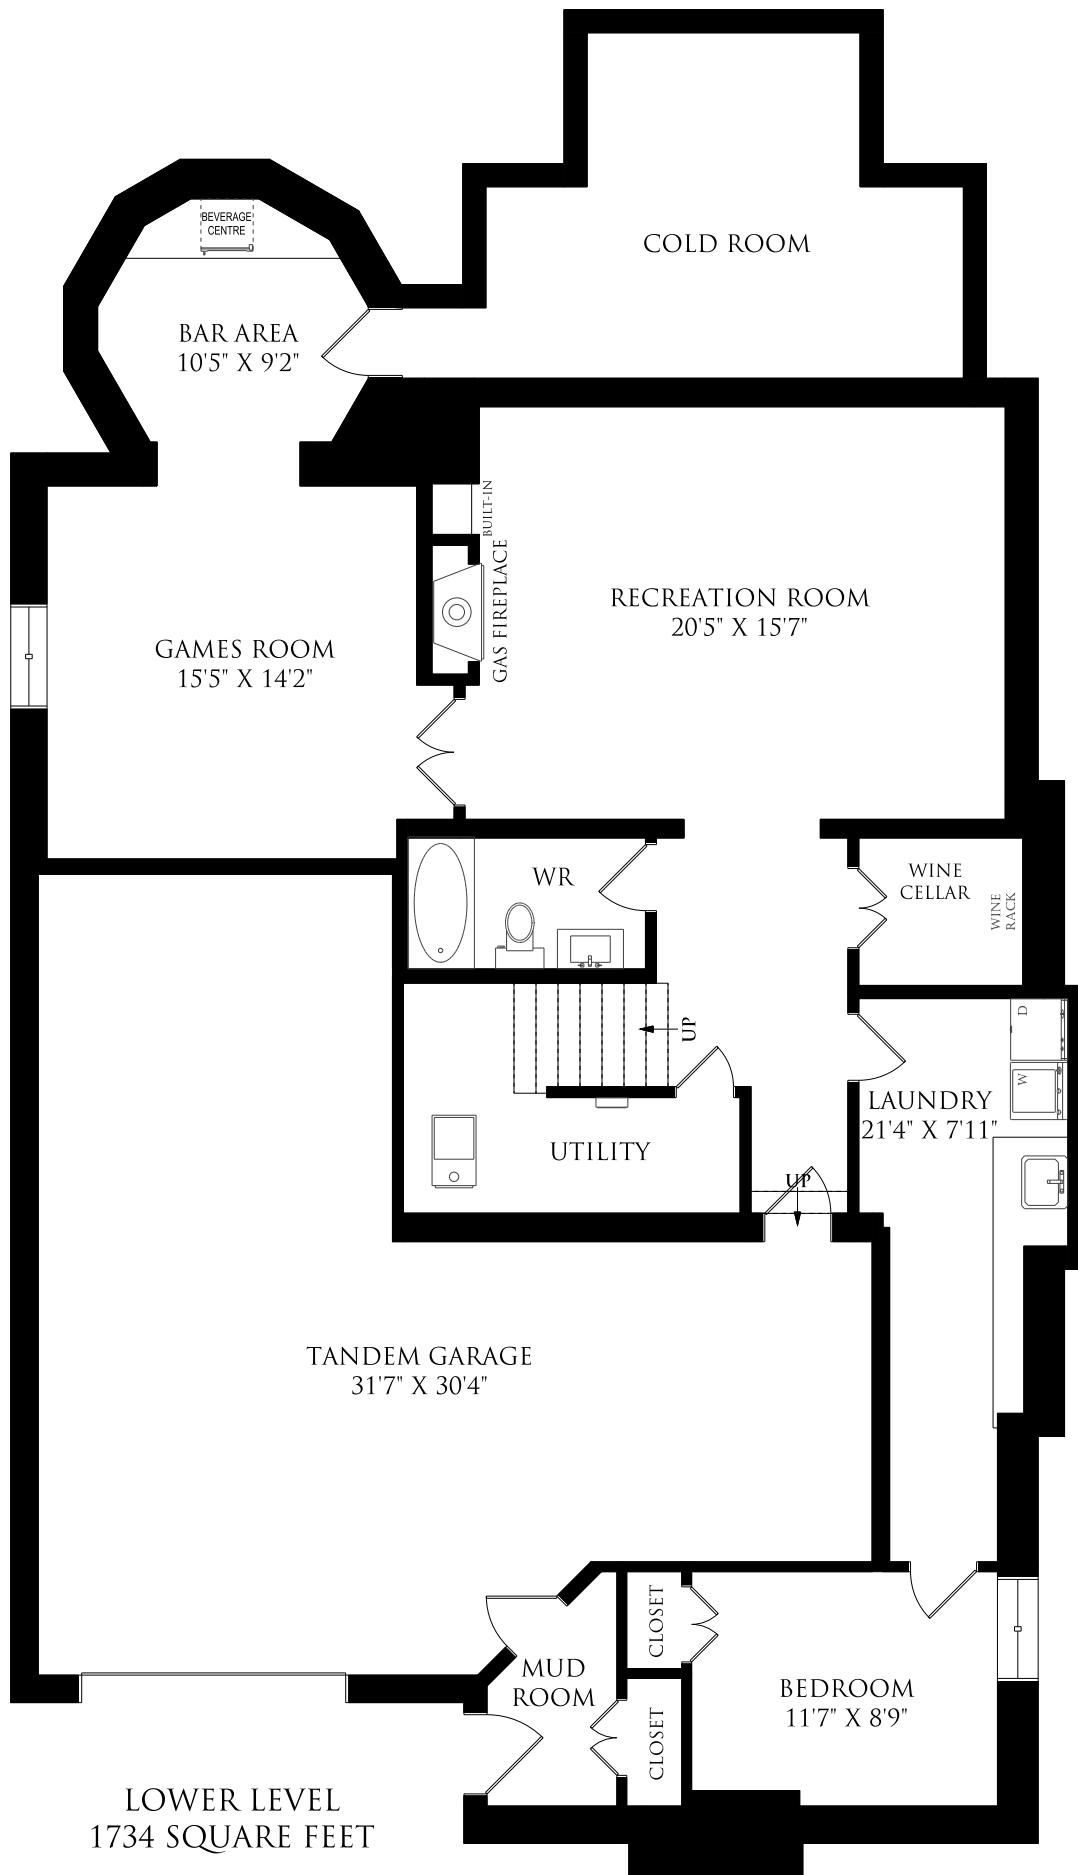 COLD ROOM
BEVERAGE
CENTRE
BAR AREA
10'5" X 9'2"
BUILT-IN
GAS FIREPLACE
RECREATION ROOM
20'5" X 15'7"
GAMES ROOM
15'5" X 14'2"
WR
WINE
CELLAR
WINE
RACK
UP
D
W
LAUNDRY
21'4" X 7'11"
UTILITY
UP
TANDEM GARAGE
31'7" X 30'4"
CLOSET
MUD
ROOM
BEDROOM
11'7" X 8'9"
CLOSET
LOWER LEVEL
1734 SQUARE FEET